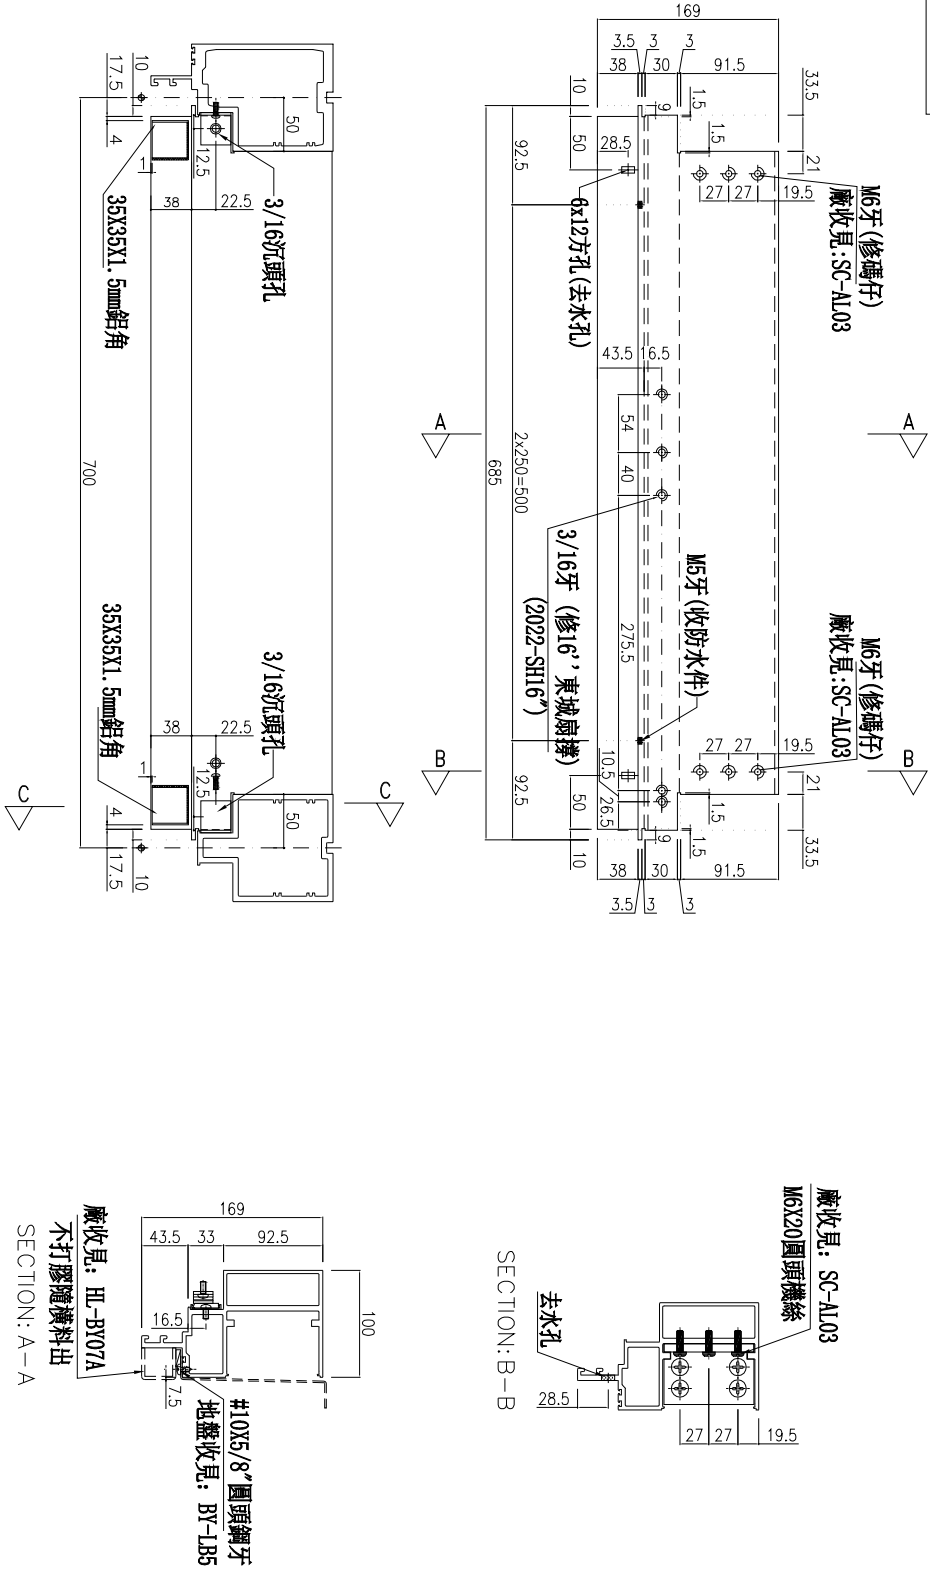 169
3.5 3 3
38 30 91.5
10 9 1.5 33.5
92.5 50 28.5 1.5 21
27 27 19.5
M6牙(修碼仔)
廠收見:SC-AL03
6x12方孔(去水孔)
43.5 16.5
54
40
2x250=500
685
275.5
A A
3/16牙 (修16'',東城扇撐)
(2022-SH16")
M5牙(收防水件)
M6牙(修碼仔)
廠收見:SC-AL03
27 27 19.5
B B
10.5
26.5
92.5 50 1.5 21
10 9 1.5 33.5
38 30 91.5
3.5 3 3
17.5 10
4
50
12.5
1
38 22.5
3/16沉頭孔
35X35X1.5mm鋁角
700
3/16沉頭孔
35X35X1.5mm鋁角
38 22.5
1
12.5
50
4
17.5 10
C C
廠收見: SC-AL03
M6X20圓頭機絲
去水孔
28.5
27 27 19.5
SECTION:B-B
169
43.5 33 92.5
16.5
100
7.5
廠收見: HL-BY07A
不打膠隨橫料出
#10X5/8"圓頭鋼牙
地盤收見: BY-LB5
SECTION:A-A